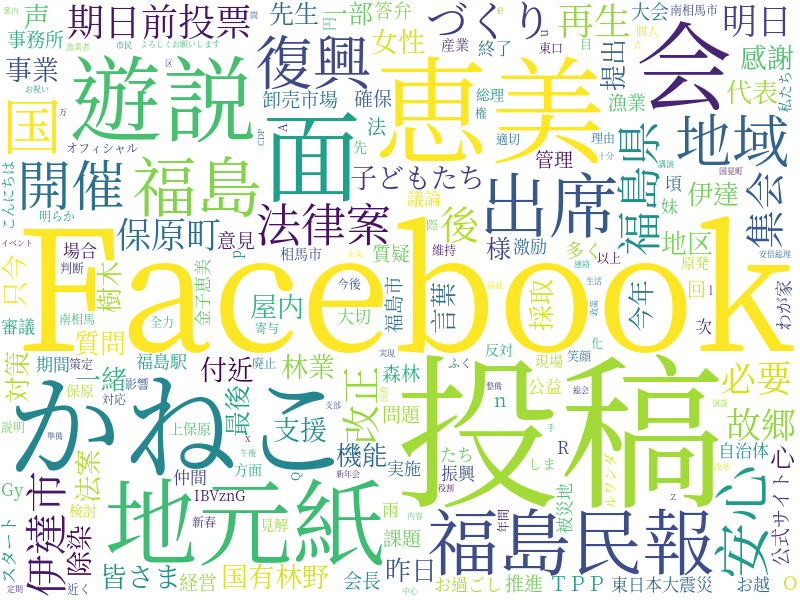 Facebook
投稿
恵美
かねこ
遊説
地元紙
福島民報
面
会
国
復興
福島
開催
出席
地域
福島県
法律案
安心
改正
伊達市
期日前投票
づくり
再生
明日
声
事務所
事業
先生
一部
答弁
女性
円
終了
大会
産業
提出
南相馬市
個人
感謝
代表
私たち
卸売市場
確保
総理
漁業
オフィシャル
子どもたち
管理
適切
理由
十分
講演
国見町
こんにちは
明らか
保原町
意見
後
様
激励
議論
伊達
妹
頃
集会
多く
地区
場合
判断
相馬市
質疑
維持
以上
原発
安倍総理
イベント
只今
樹木
金子恵美
屋内
今後
大切
福島市
言葉
採取
今年
回
次
わが家
南相馬
審議
質問
全力
寄与
対策
期間
策定
影響
福島駅
廃止
付近
林業
森林
反対
笑顔
現場
化
必要
保原
対応
一緒
最後
支援
問題
公益
故郷
上保原
法案
仲間
機能
たち
実施
振興
しま
自治体
心
説明
除染
IBVznG
Gy
検討
新春
見解
雨
課題
年間
被災地
ルワンダ
公式サイト
スタート
皆さま
経営
国有林野
会長
昨日
お過ごし
推進
TPP
東日本大震災
お越
近く
定期
方面
新年会
役割
内容
中心
CDP
東口
よろしくお願いします
お祝い